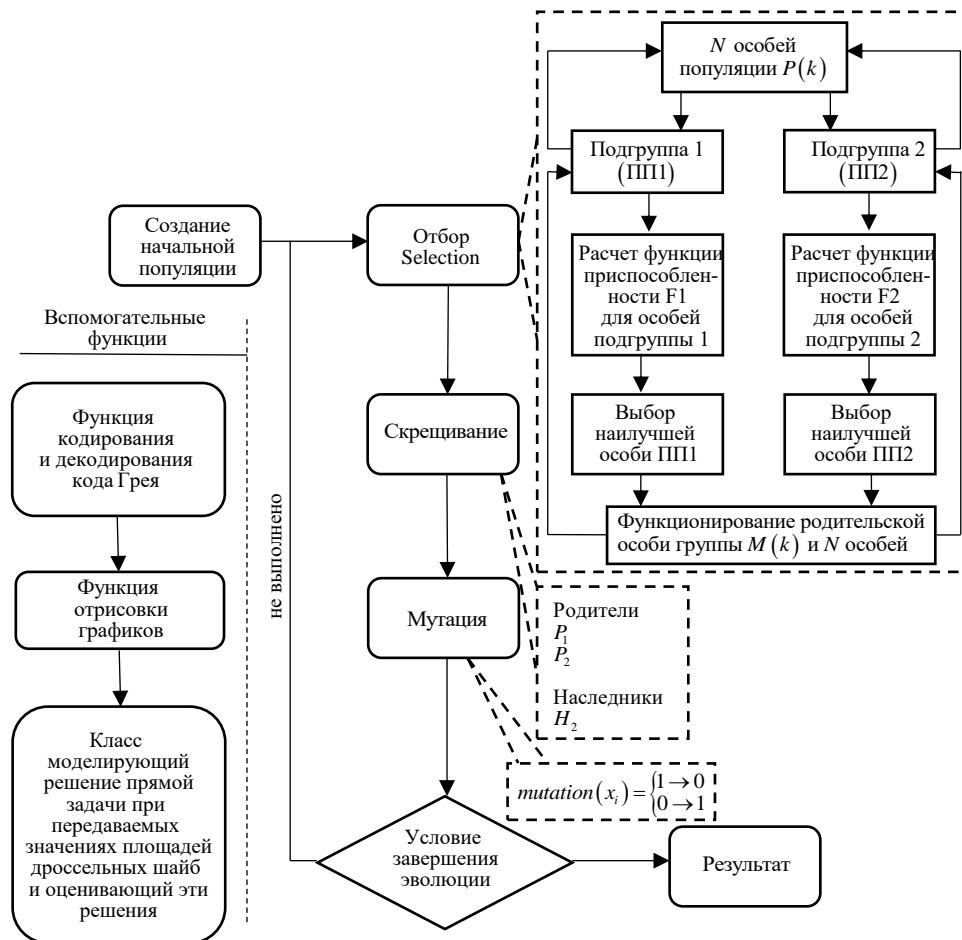 Создание
начальной
популяции
Вспомогательные
функции
Функция
кодирования
и декодирования
кода Грея
Функция
отрисовки
графиков
Класс
моделирующий
решение прямой
задачи при
передаваемых
значениях площадей
дроссельных шайб
и оценивающий эти
решения
не выполнено
Отбор
Selection
Скрещивание
Мутация
Условие
завершения
эволюции
Результат
N особей
популяции P(k)
Подгруппа 1
(ПП1)
Подгруппа 2
(ПП2)
Расчет функции
приспособлен-
ности F1
для особей
подгруппы 1
Расчет функции
приспособлен-
ности F2
для особей
подгруппы 2
Выбор
наилучшей
особи ПП1
Выбор
наилучшей
особи ПП2
Функционирование родительской
особи группы M(k) и N особей
Родители
P₁
P₂
Наследники
H₂
mutation(xᵢ) = {1→0
0→1